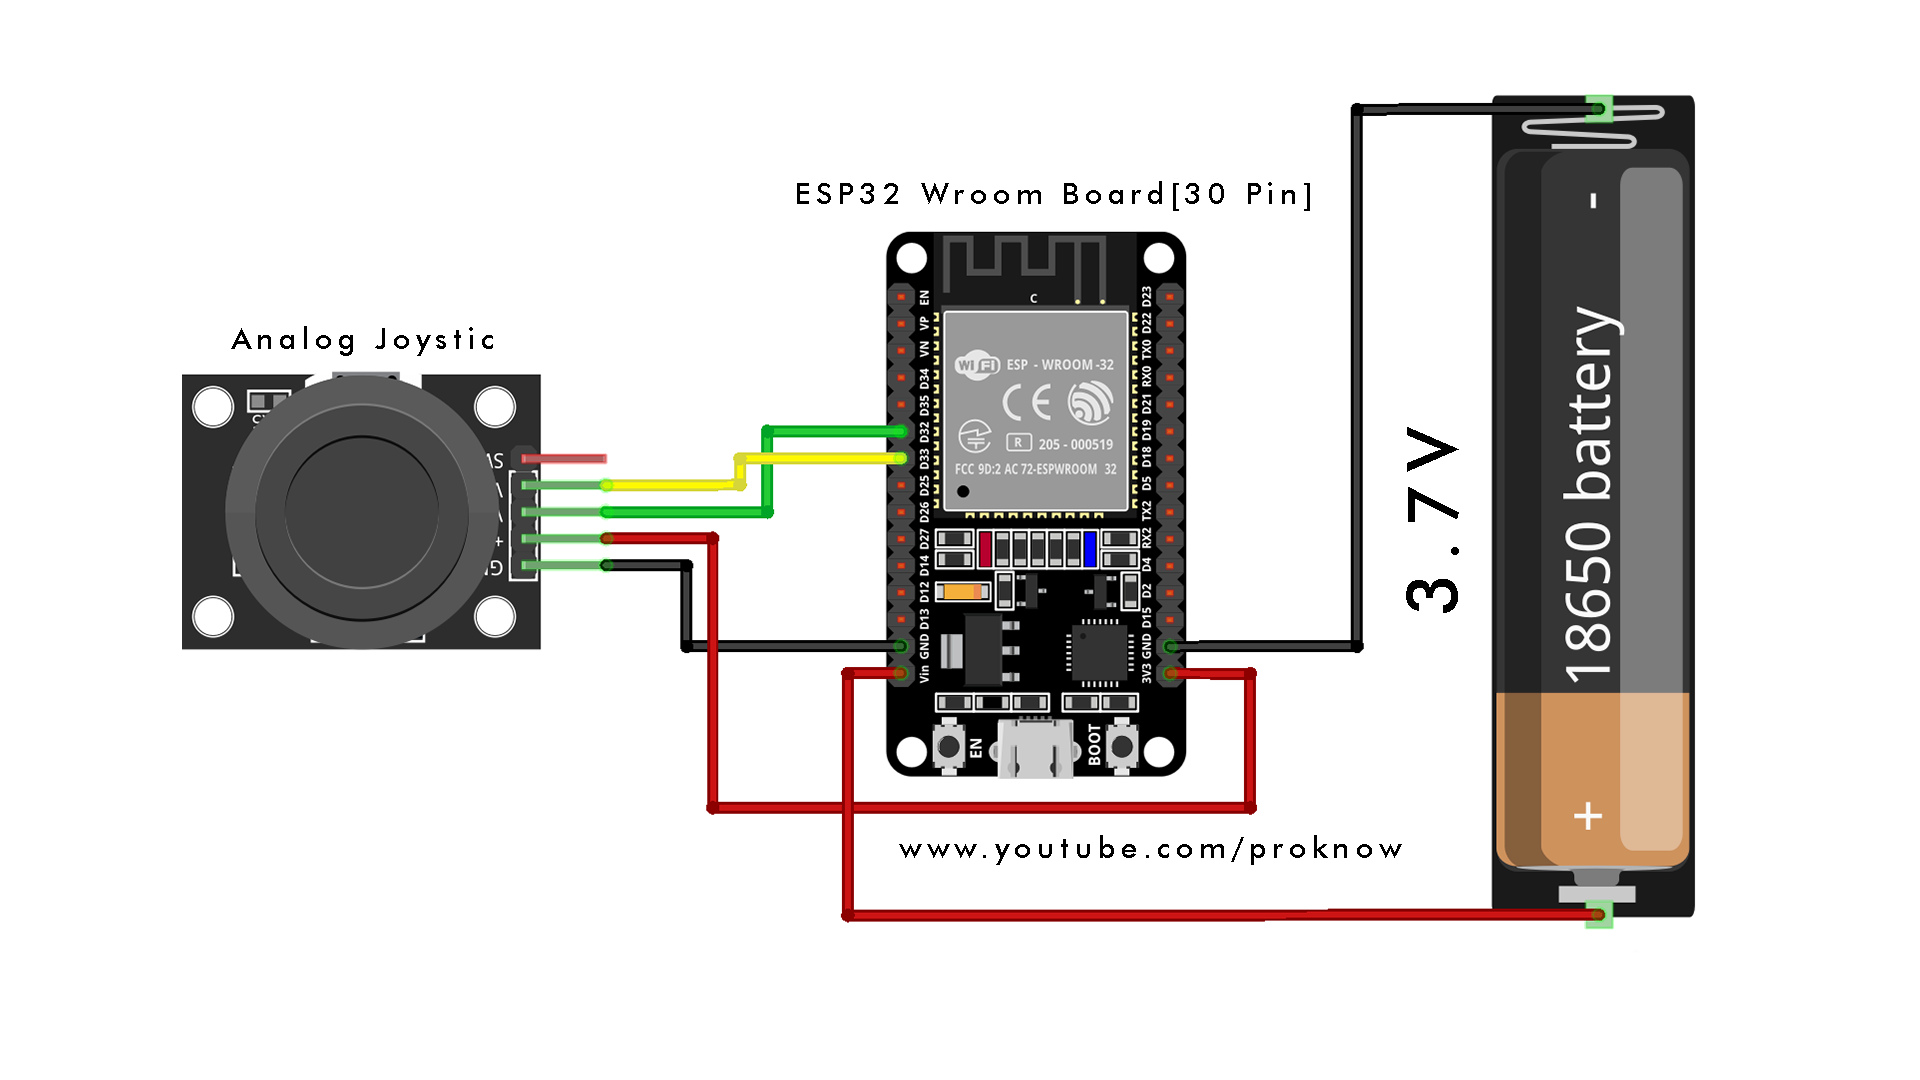 ESP32 Wroom Board[30 Pin]
Analog Joystic
SW
+
GND
EN
VP
VN
D34
D35
D32
D33
D25
D26
D27
D14
D12
D13
GND
Vin
C
WiFi
ESP - WROOM -32
CE
R 205 - 000519
FCC 9D:2 AC 72-ESPWROOM 32
D23
D22
TX0
RX0
D21
D19
D18
D5
TX2
RX2
D4
D2
D15
GND
3V3
EN
BOOT
3.7V
-
18650 battery
+
www.youtube.com/proknow